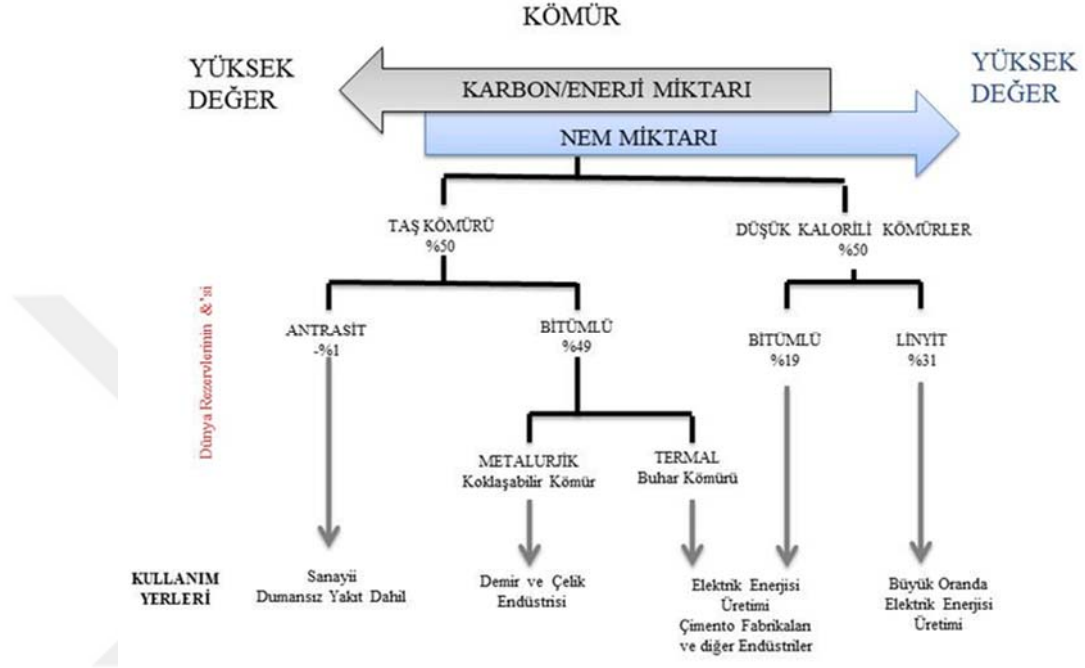 KÖMÜR
YÜKSEK
DEĞER
KARBON/ENERJİ MİKTARI
NEM MİKTARI
YÜKSEK
DEĞER
TAŞ KÖMÜRÜ
%50
DÜŞÜK KALORİLİ KÖMÜRLER
%50
Dünya Rezervlerinin &'si
ANTRASİT
-%1
BİTÜMLÜ
%49
BİTÜMLÜ
%19
LİNYİT
%31
METALURJİK
Koklaşabilir Kömür
TERMAL
Buhar Kömürü
KULLANIM
YERLERİ
Sanayii
Dumansız Yakıt Dahil
Demir ve Çelik
Endüstrisi
Elektrik Enerjisi
Üretimi
Çimento Fabrikaları
ve diğer Endüstriler
Büyük Oranda
Elektrik Enerjisi
Üretimi